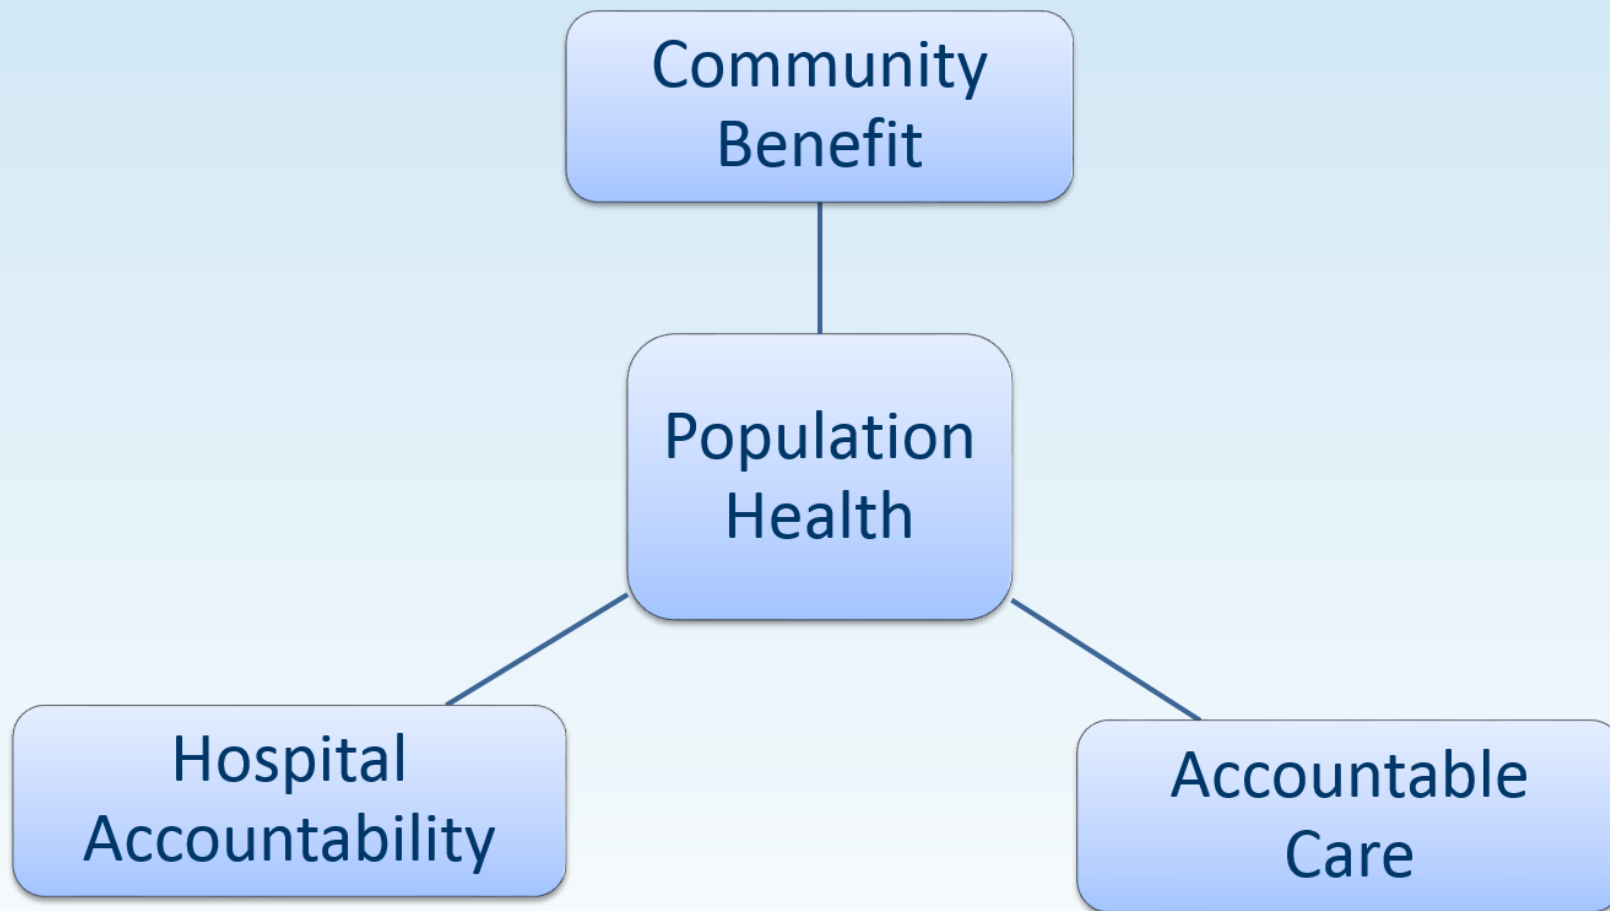 Community
Benefit
Population
Health
Hospital
Accountability
Accountable
Care